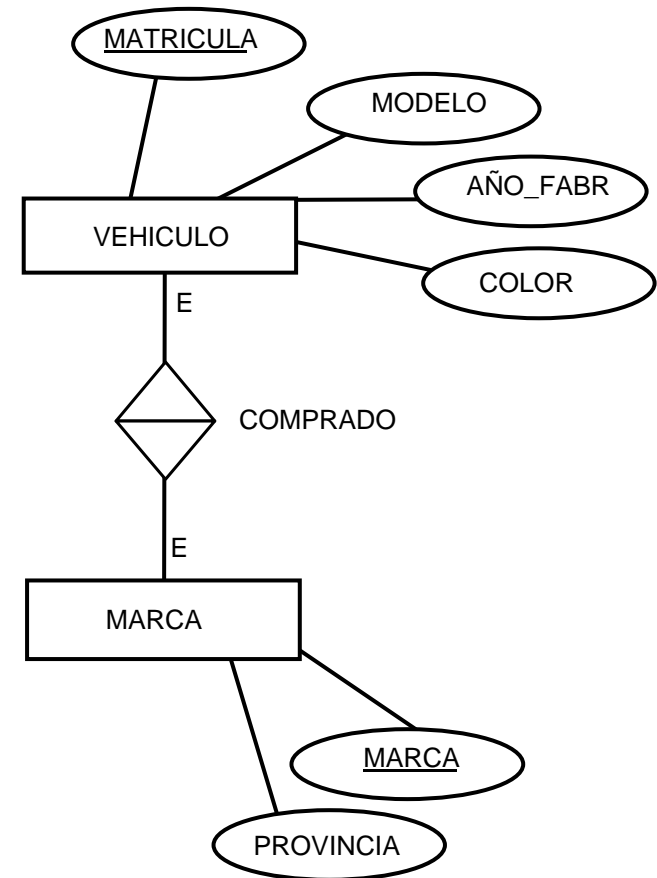 MATRICULA
MODELO
AÑO_FABR
VEHICULO
COLOR
E
COMPRADO
E
MARCA
MARCA
PROVINCIA